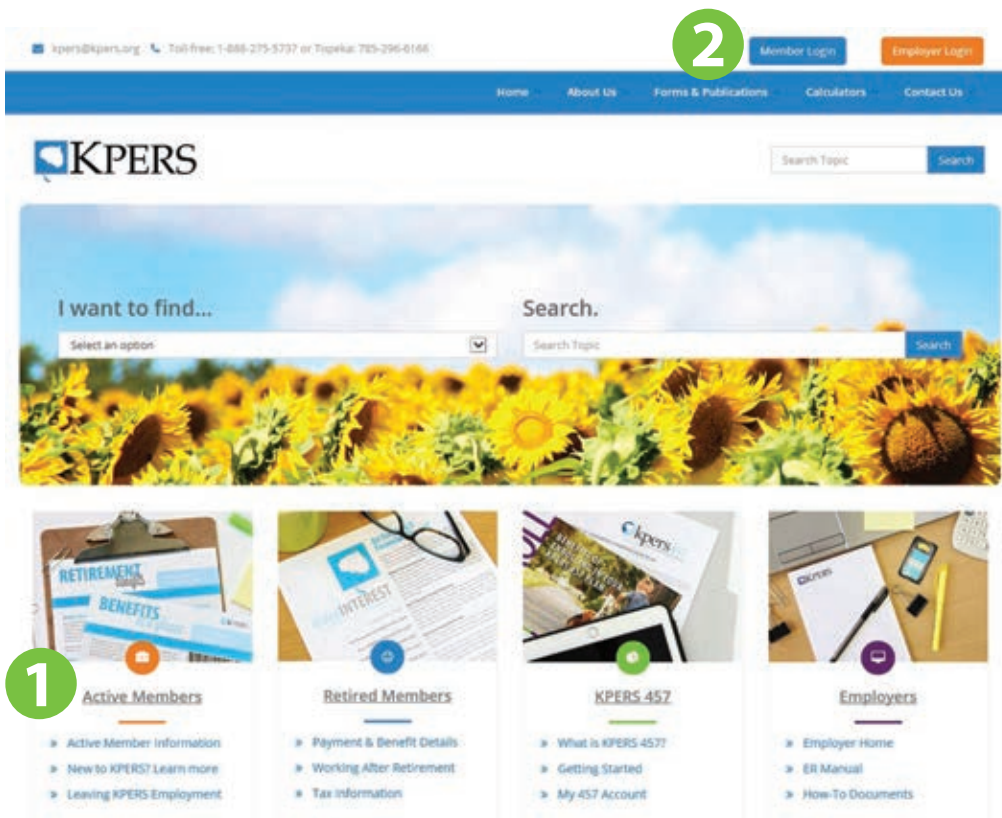 kpers@kpers.org Toll-free: 1-888-275-5737 or Topeka: 785-296-6166
2
Member Login
Employer Login
Home About Us Forms & Publications Calculators Contact Us
KPERS
Search Topic Search
I want to find...
Select an option
Search.
Search Topic Search
RETIREMENT
BENEFITS
INTEREST
kpers
KPERS
1
Active Members
» Active Member Information
» New to KPERS? Learn more
» Leaving KPERS Employment
Retired Members
» Payment & Benefit Details
» Working After Retirement
» Tax Information
KPERS 457
» What is KPERS 457?
» Getting Started
» My 457 Account
Employers
» Employer Home
» ER Manual
» How-To Documents